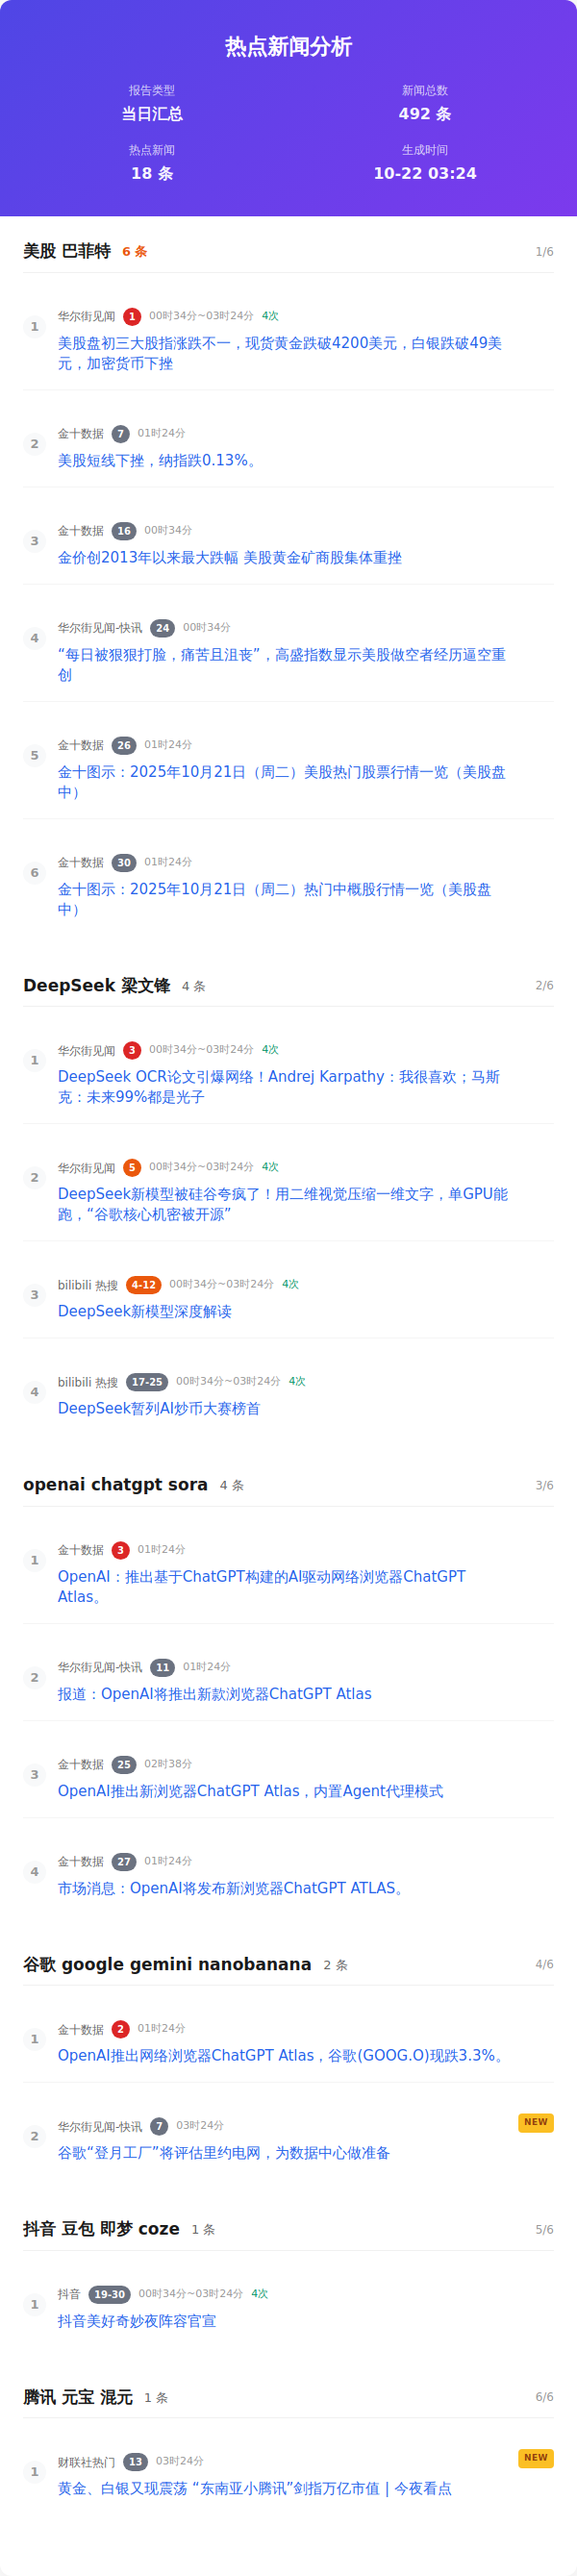 热点新闻分析
报告类型
新闻总数
当日汇总
492 条
热点新闻
生成时间
18 条
10-22 03:24
美股 巴菲特 6 条 1/6
1
华尔街见闻 1 00时34分~03时24分 4次
美股盘初三大股指涨跌不一，现货黄金跌破4200美元，白银跌破49美
元，加密货币下挫
2
金十数据 7 01时24分
美股短线下挫，纳指跌0.13%。
3
金十数据 16 00时34分
金价创2013年以来最大跌幅 美股黄金矿商股集体重挫
4
华尔街见闻-快讯 24 00时34分
“每日被狠狠打脸，痛苦且沮丧”，高盛指数显示美股做空者经历逼空重
创
5
金十数据 26 01时24分
金十图示：2025年10月21日（周二）美股热门股票行情一览（美股盘
中）
6
金十数据 30 01时24分
金十图示：2025年10月21日（周二）热门中概股行情一览（美股盘
中）
DeepSeek 梁文锋 4 条 2/6
1
华尔街见闻 3 00时34分~03时24分 4次
DeepSeek OCR论文引爆网络！Andrej Karpathy：我很喜欢；马斯
克：未来99%都是光子
2
华尔街见闻 5 00时34分~03时24分 4次
DeepSeek新模型被硅谷夸疯了！用二维视觉压缩一维文字，单GPU能
跑，“谷歌核心机密被开源”
3
bilibili 热搜 4-12 00时34分~03时24分 4次
DeepSeek新模型深度解读
4
bilibili 热搜 17-25 00时34分~03时24分 4次
DeepSeek暂列AI炒币大赛榜首
openai chatgpt sora 4 条 3/6
1
金十数据 3 01时24分
OpenAI：推出基于ChatGPT构建的AI驱动网络浏览器ChatGPT
Atlas。
2
华尔街见闻-快讯 11 01时24分
报道：OpenAI将推出新款浏览器ChatGPT Atlas
3
金十数据 25 02时38分
OpenAI推出新浏览器ChatGPT Atlas，内置Agent代理模式
4
金十数据 27 01时24分
市场消息：OpenAI将发布新浏览器ChatGPT ATLAS。
谷歌 google gemini nanobanana 2 条 4/6
1
金十数据 2 01时24分
OpenAI推出网络浏览器ChatGPT Atlas，谷歌(GOOG.O)现跌3.3%。
2
华尔街见闻-快讯 7 03时24分 NEW
谷歌“登月工厂”将评估里约电网，为数据中心做准备
抖音 豆包 即梦 coze 1 条 5/6
1
抖音 19-30 00时34分~03时24分 4次
抖音美好奇妙夜阵容官宣
腾讯 元宝 混元 1 条 6/6
1
财联社热门 13 03时24分 NEW
黄金、白银又现震荡 “东南亚小腾讯”剑指万亿市值 | 今夜看点